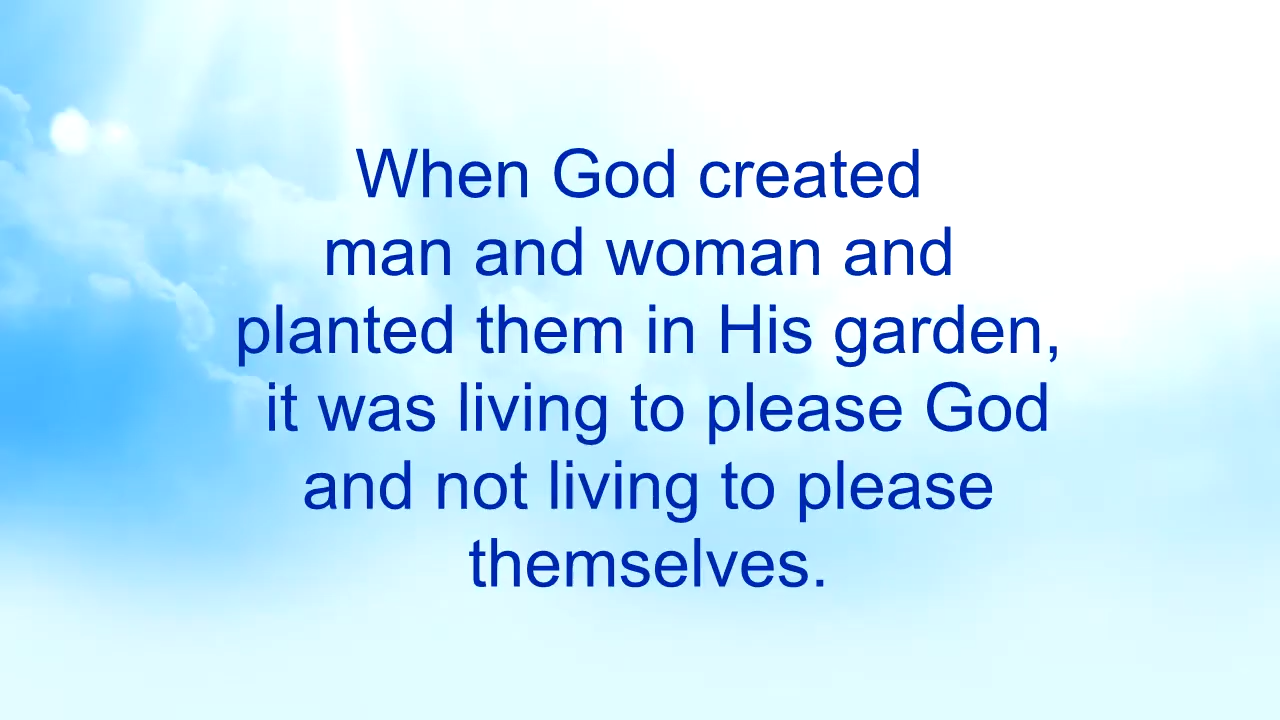 When God created
man and woman and
planted them in His garden,
it was living to please God
and not living to please
themselves.